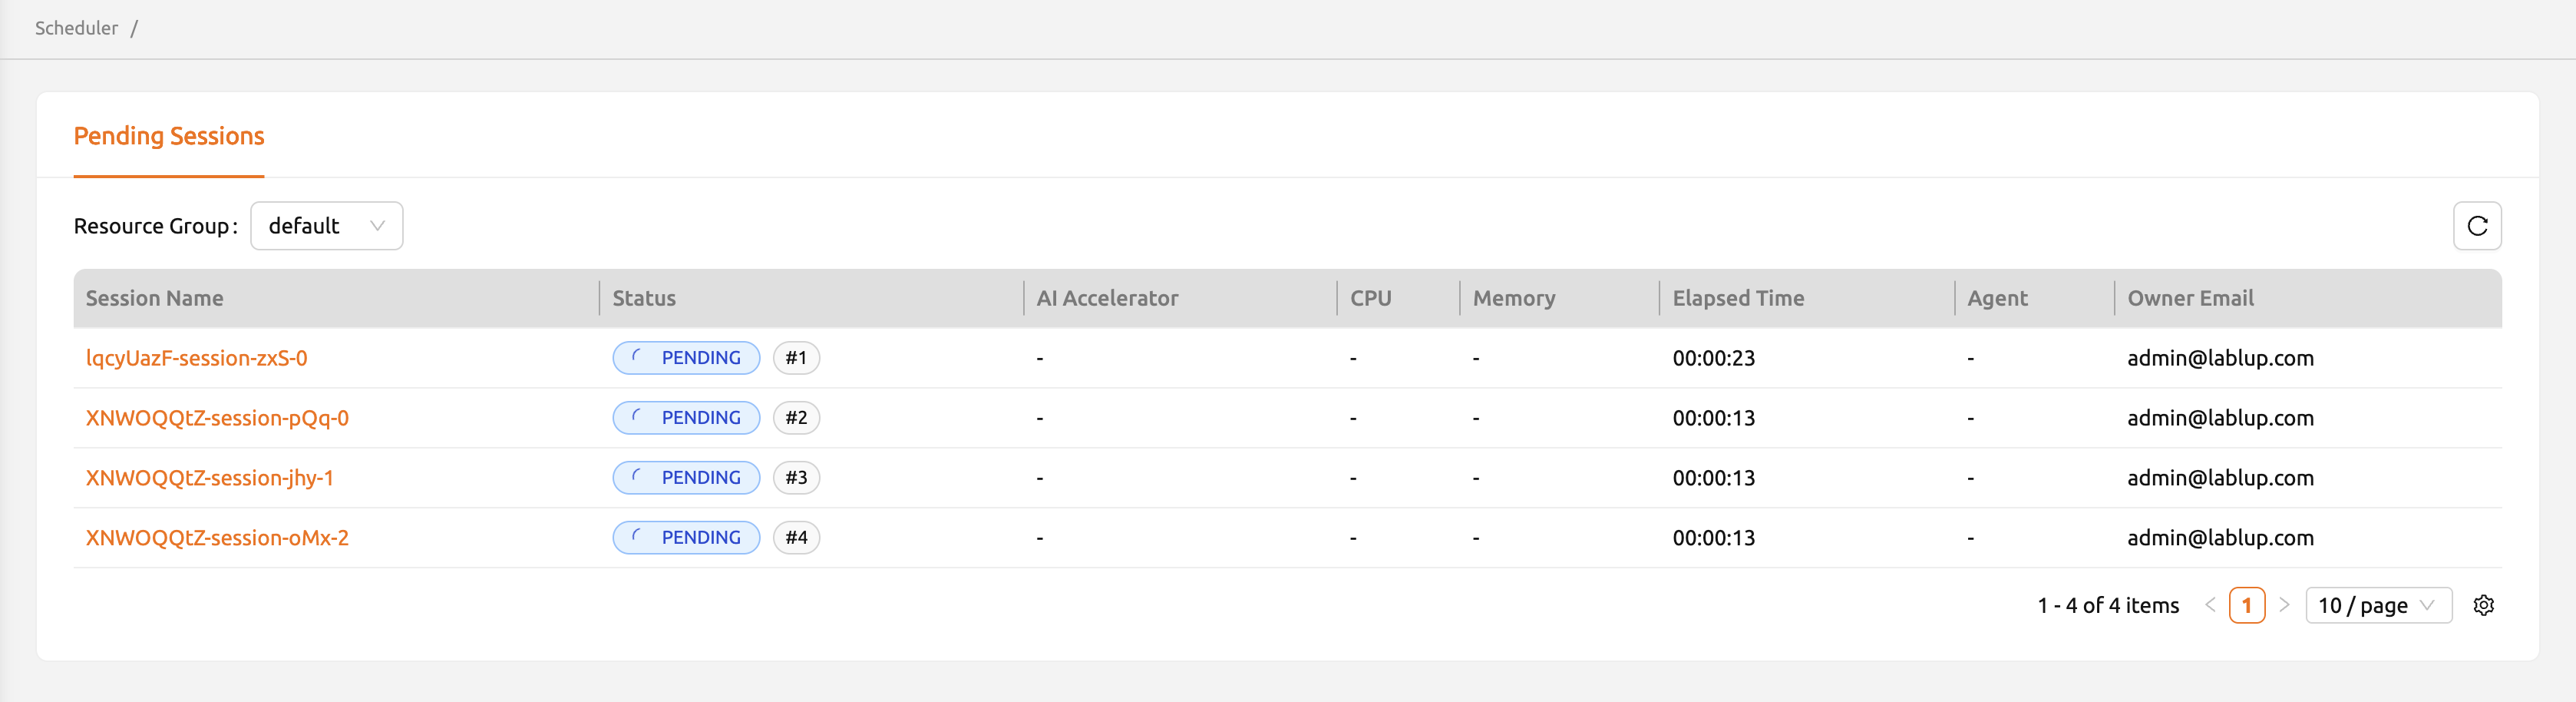 Scheduler /
Pending Sessions
Resource Group: default
Session Name Status AI Accelerator CPU Memory Elapsed Time Agent Owner Email
lqcyUazF-session-zxS-0 PENDING #1 - - - 00:00:23 - admin@lablup.com
XNWOQQtZ-session-pQq-0 PENDING #2 - - - 00:00:13 - admin@lablup.com
XNWOQQtZ-session-jhy-1 PENDING #3 - - - 00:00:13 - admin@lablup.com
XNWOQQtZ-session-oMx-2 PENDING #4 - - - 00:00:13 - admin@lablup.com
1 - 4 of 4 items < 1 > 10 / page